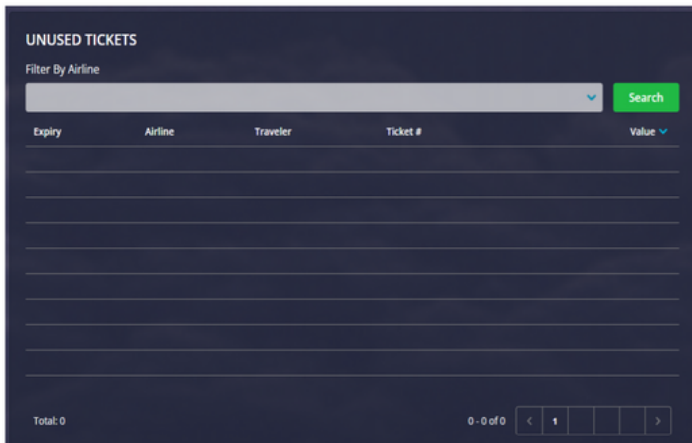 UNUSED TICKETS
Filter By Airline
Search
Expiry Airline Traveler Ticket # Value
Total: 0 0 - 0 of 0 < 1 >